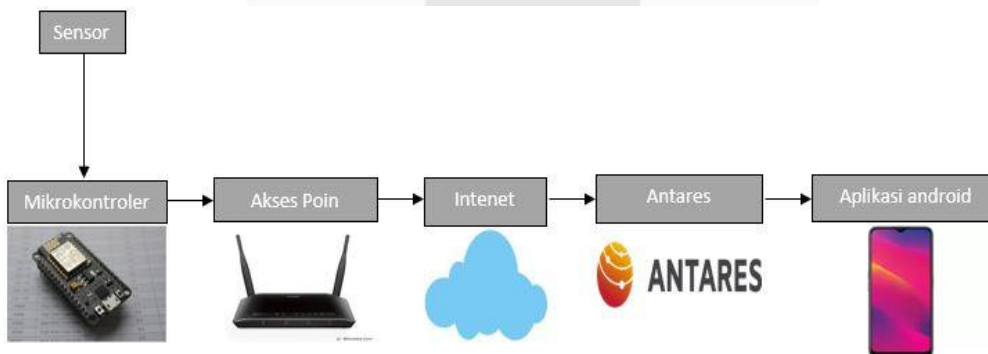 Sensor
Mikrokontroler
Akses Poin
Intenet
Antares
Aplikasi android
ANTARES